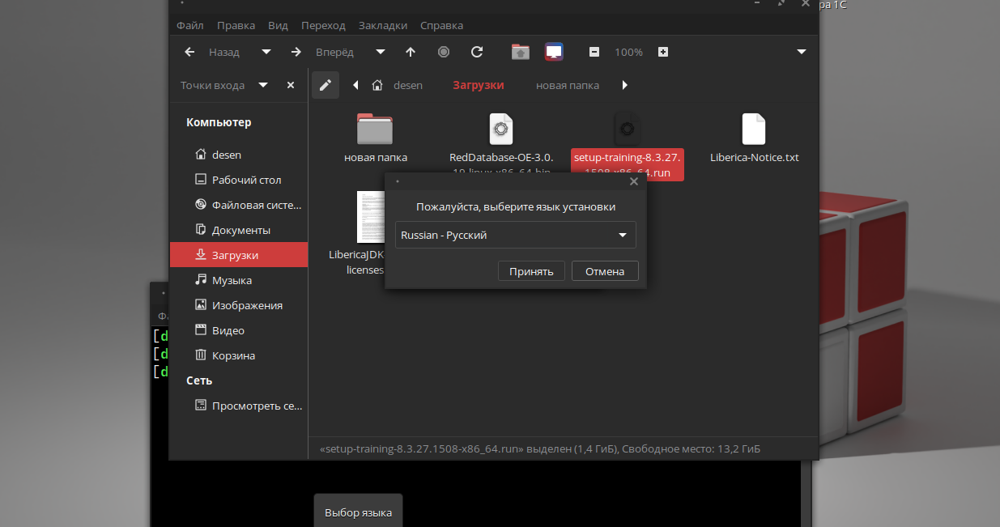 ра 1С
Файл Правка Вид Переход Закладки Справка
Назад Вперёд 100%
Точки входа
desen Загрузки новая папка
Компьютер
desen
Рабочий стол
Файловая систе...
Документы
Загрузки
Музыка
Изображения
Видео
Корзина
Сеть
Просмотреть се...
новая папка
RedDatabase-OE-3.0.
19-linux-x86_64.bin
setup-training-8.3.27.
1508-x86_64.run
Liberica-Notice.txt
LibericaJDK
licenses
Пожалуйста, выберите язык установки
Russian - Русский
Принять Отмена
«setup-training-8.3.27.1508-x86_64.run» выделен (1,4 ГиБ), Свободное место: 13,2 ГиБ
Ф
[d
[d
[d
Выбор языка